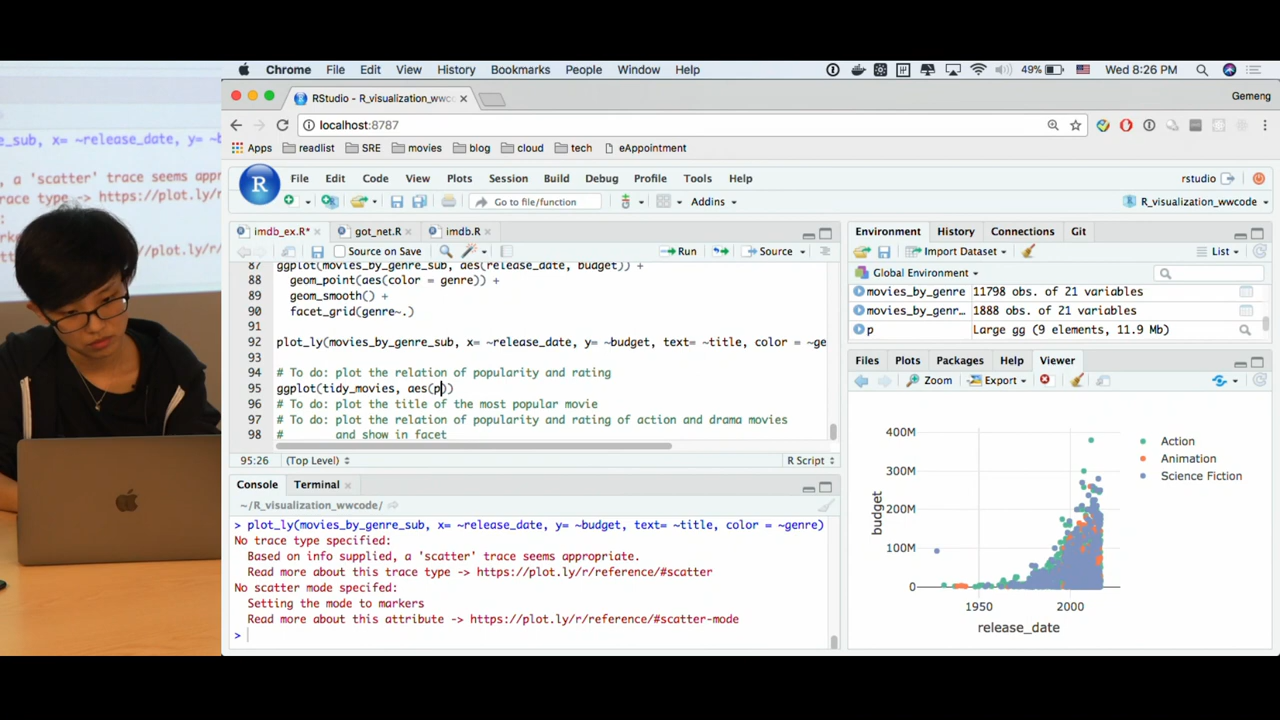 e_sub, x= ~release_date, y= ~b
, a 'scatter' trace seems appr
race type -> https://plot.ly/r
Chrome File Edit View History Bookmarks People Window Help 49% Wed 8:26 PM
RStudio - R_visualization_wwc
Gemeng
localhost:8787
Apps readlist SRE movies blog cloud tech eAppointment
R File Edit Code View Plots Session Build Debug Profile Tools Help rstudio
Go to file/function Addins R_visualization_wwcode
imdb_ex.R* got_net.R imdb.R
Source on Save Run Source
87 ggplot(movies_by_genre_sub, aes(release_date, budget)) +
88 geom_point(aes(color = genre)) +
89 geom_smooth() +
90 facet_grid(genre~.)
91
92 plot_ly(movies_by_genre_sub, x= ~release_date, y= ~budget, text= ~title, color = ~ge
93
94 # To do: plot the relation of popularity and rating
95 ggplot(tidy_movies, aes(p))
96 # To do: plot the title of the most popular movie
97 # To do: plot the relation of popularity and rating of action and drama movies
98 # and show in facet
95:26 (Top Level) R Script
Console Terminal
~/R_visualization_wwcode/
> plot_ly(movies_by_genre_sub, x= ~release_date, y= ~budget, text= ~title, color = ~genre)
No trace type specified:
Based on info supplied, a 'scatter' trace seems appropriate.
Read more about this trace type -> https://plot.ly/r/reference/#scatter
No scatter mode specifed:
Setting the mode to markers
Read more about this attribute -> https://plot.ly/r/reference/#scatter-mode
>
Environment History Connections Git
Import Dataset List
Global Environment
movies_by_genre 11798 obs. of 21 variables
movies_by_genr… 1888 obs. of 21 variables
p Large gg (9 elements, 11.9 Mb)
Files Plots Packages Help Viewer
Zoom Export
400M
300M
200M
100M
0
budget
1950 2000
release_date
Action
Animation
Science Fiction